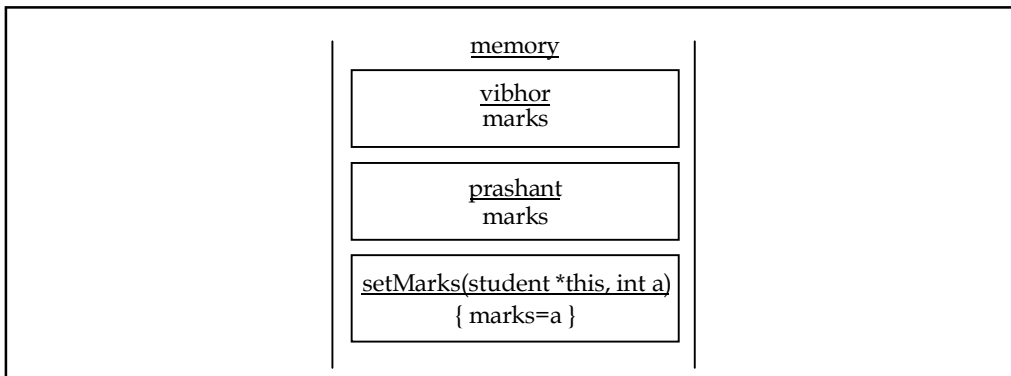 memory
vibhor
marks
prashant
marks
setMarks(student *this, int a)
{ marks=a }